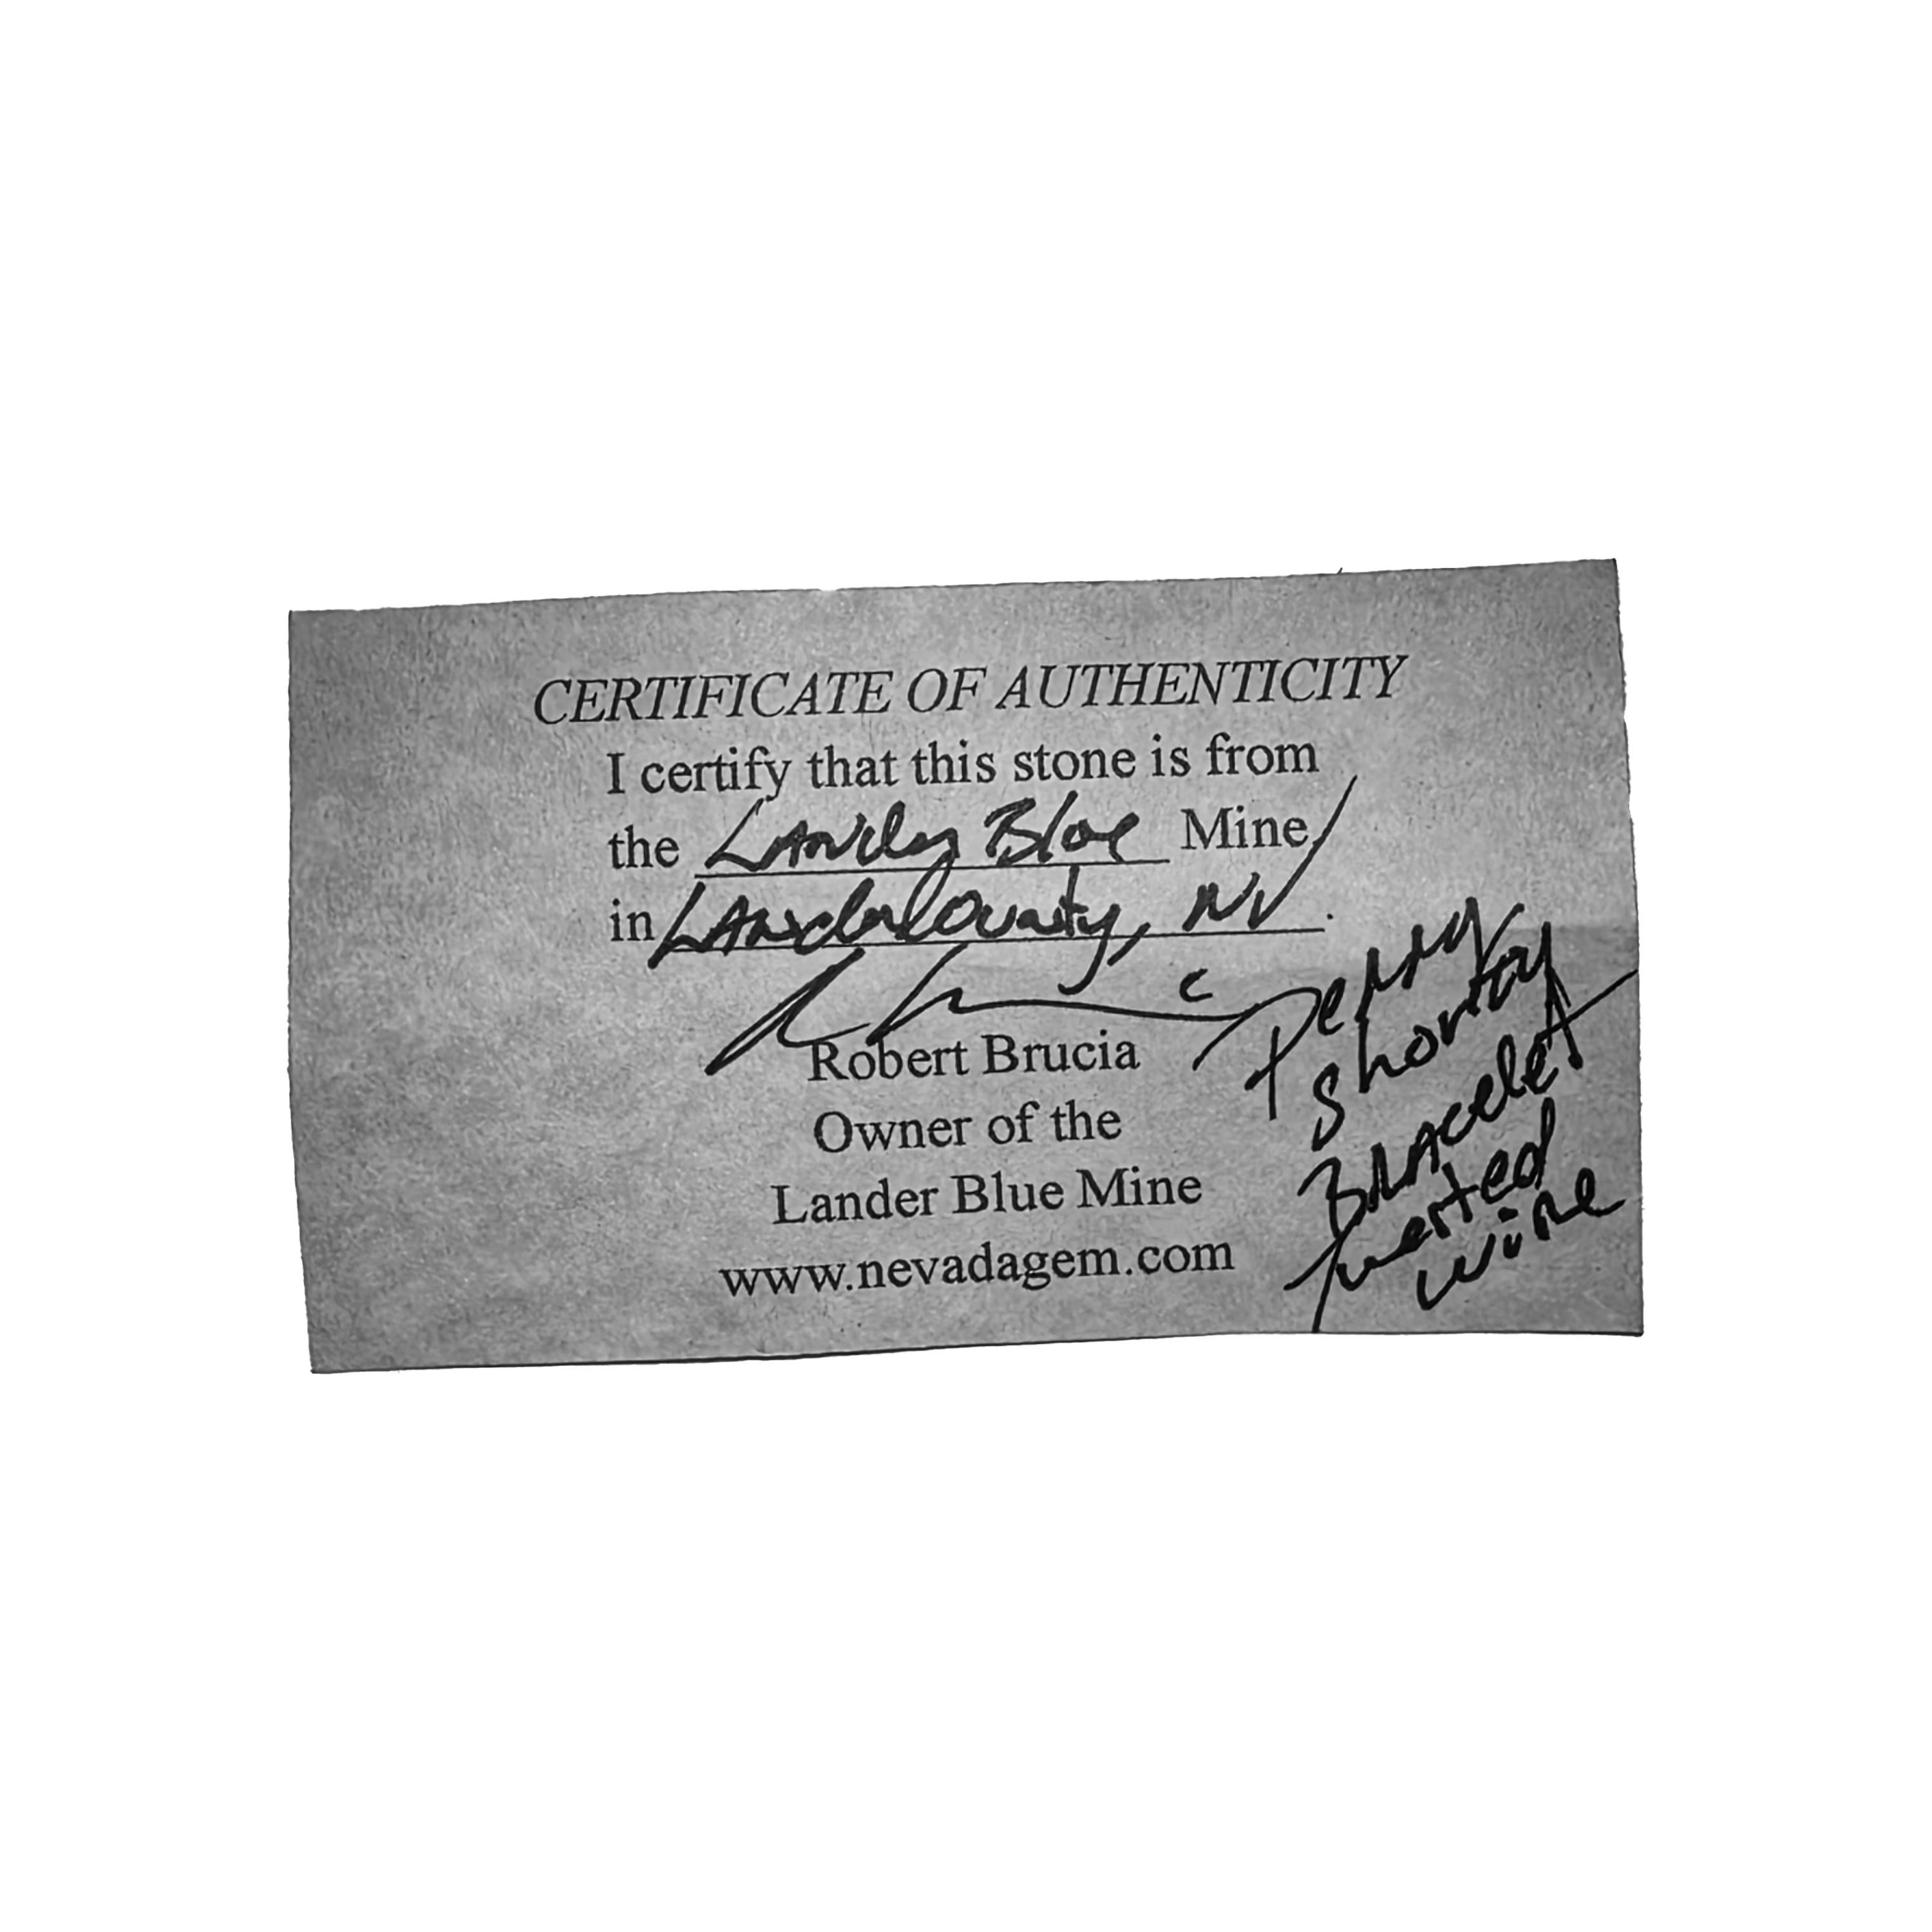 CERTIFICATE OF AUTHENTICITY
I certify that this stone is from
the Lander Blue Mine
in Lander County, NV.
Robert Brucia
Owner of the
Lander Blue Mine
www.nevadagem.com
Perry
Shortey
Bracelet
twisted
wire